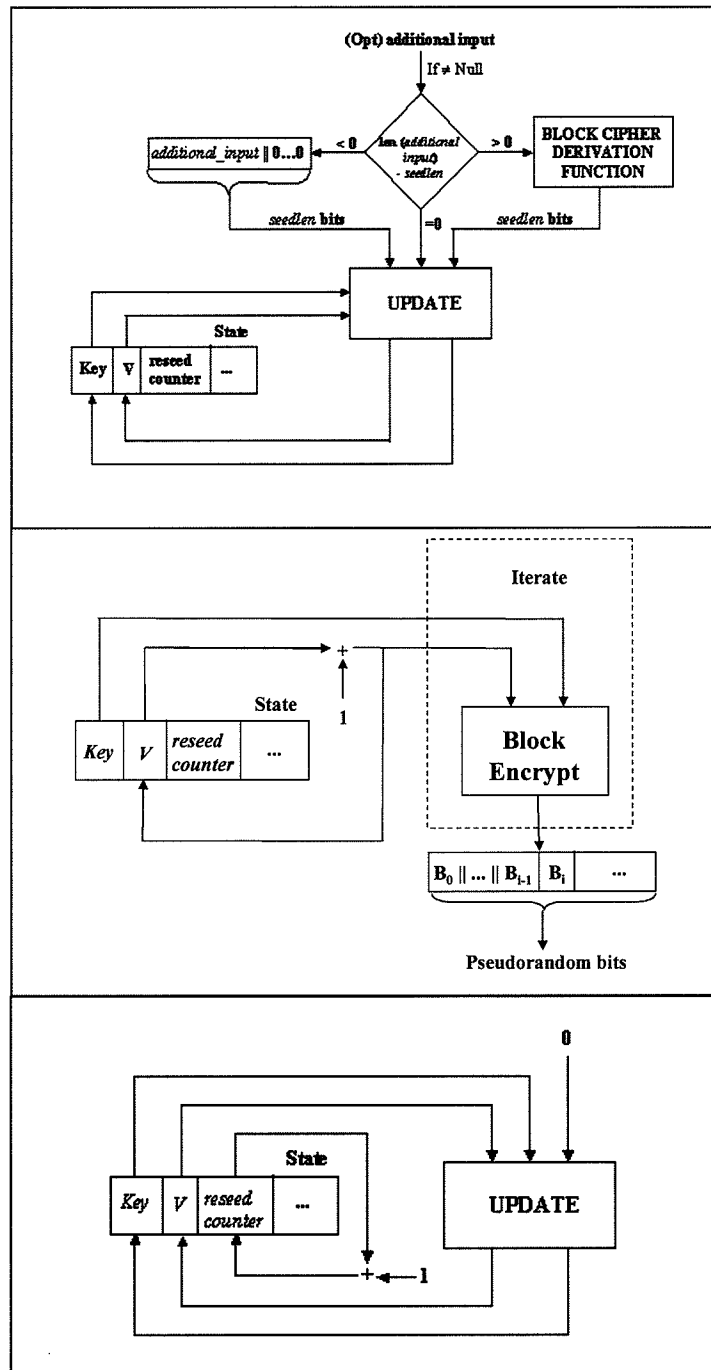 (Opt) additional input
If ≠ Null
< 0
len (additional
input)
- seedlen
> 0
=0
additional_input || 0...0
BLOCK CIPHER
DERIVATION
FUNCTION
seedlen bits
seedlen bits
UPDATE
State
Key
V
reseed
counter
...
Iterate
+
1
State
Key
V
reseed
counter
...
Block
Encrypt
B0 || ... || Bi-1
Bi
...
Pseudorandom bits
0
State
Key
V
reseed
counter
...
UPDATE
+
1